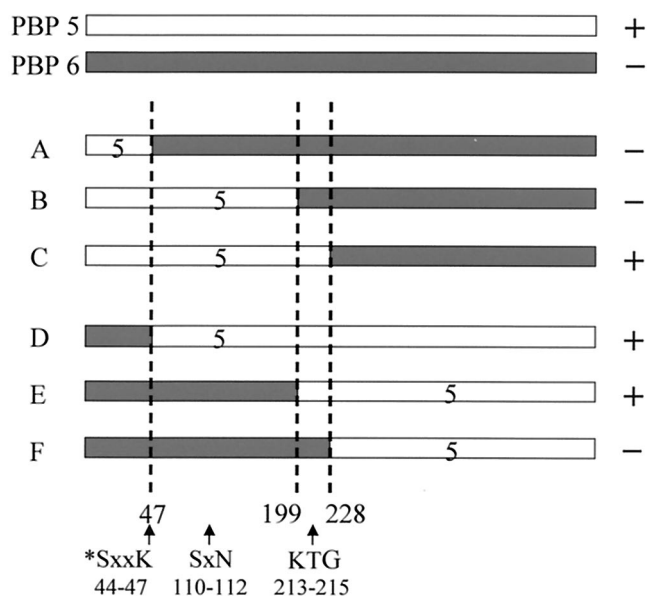 PBP 5 +
PBP 6 −
A 5 −
B 5 −
C 5 +
D 5 +
E 5 +
F 5 −
47 199 228
*SxxK SxN KTG
44-47 110-112 213-215